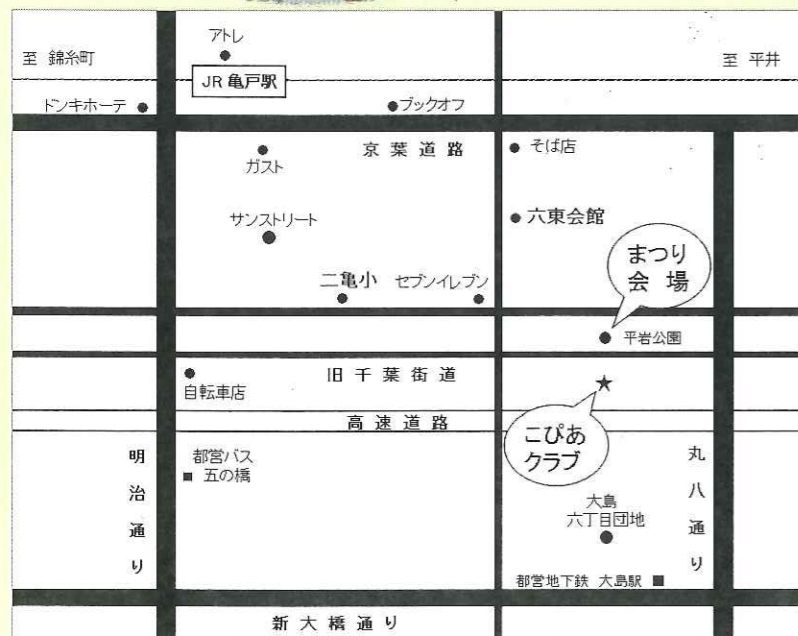 アトレ
至 錦糸町
至 平井
JR 亀戸駅
ドンキホーテ
ブックオフ
京葉道路
そば店
ガスト
サンストリート
六東会館
まつり
会 場
二亀小
セブンイレブン
平岩公園
旧千葉街道
自転車店
高速道路
こぴあ
クラブ
明治通り
都営バス
五の橋
丸八通り
大島
六丁目団地
都営地下鉄 大島駅
新大橋通り